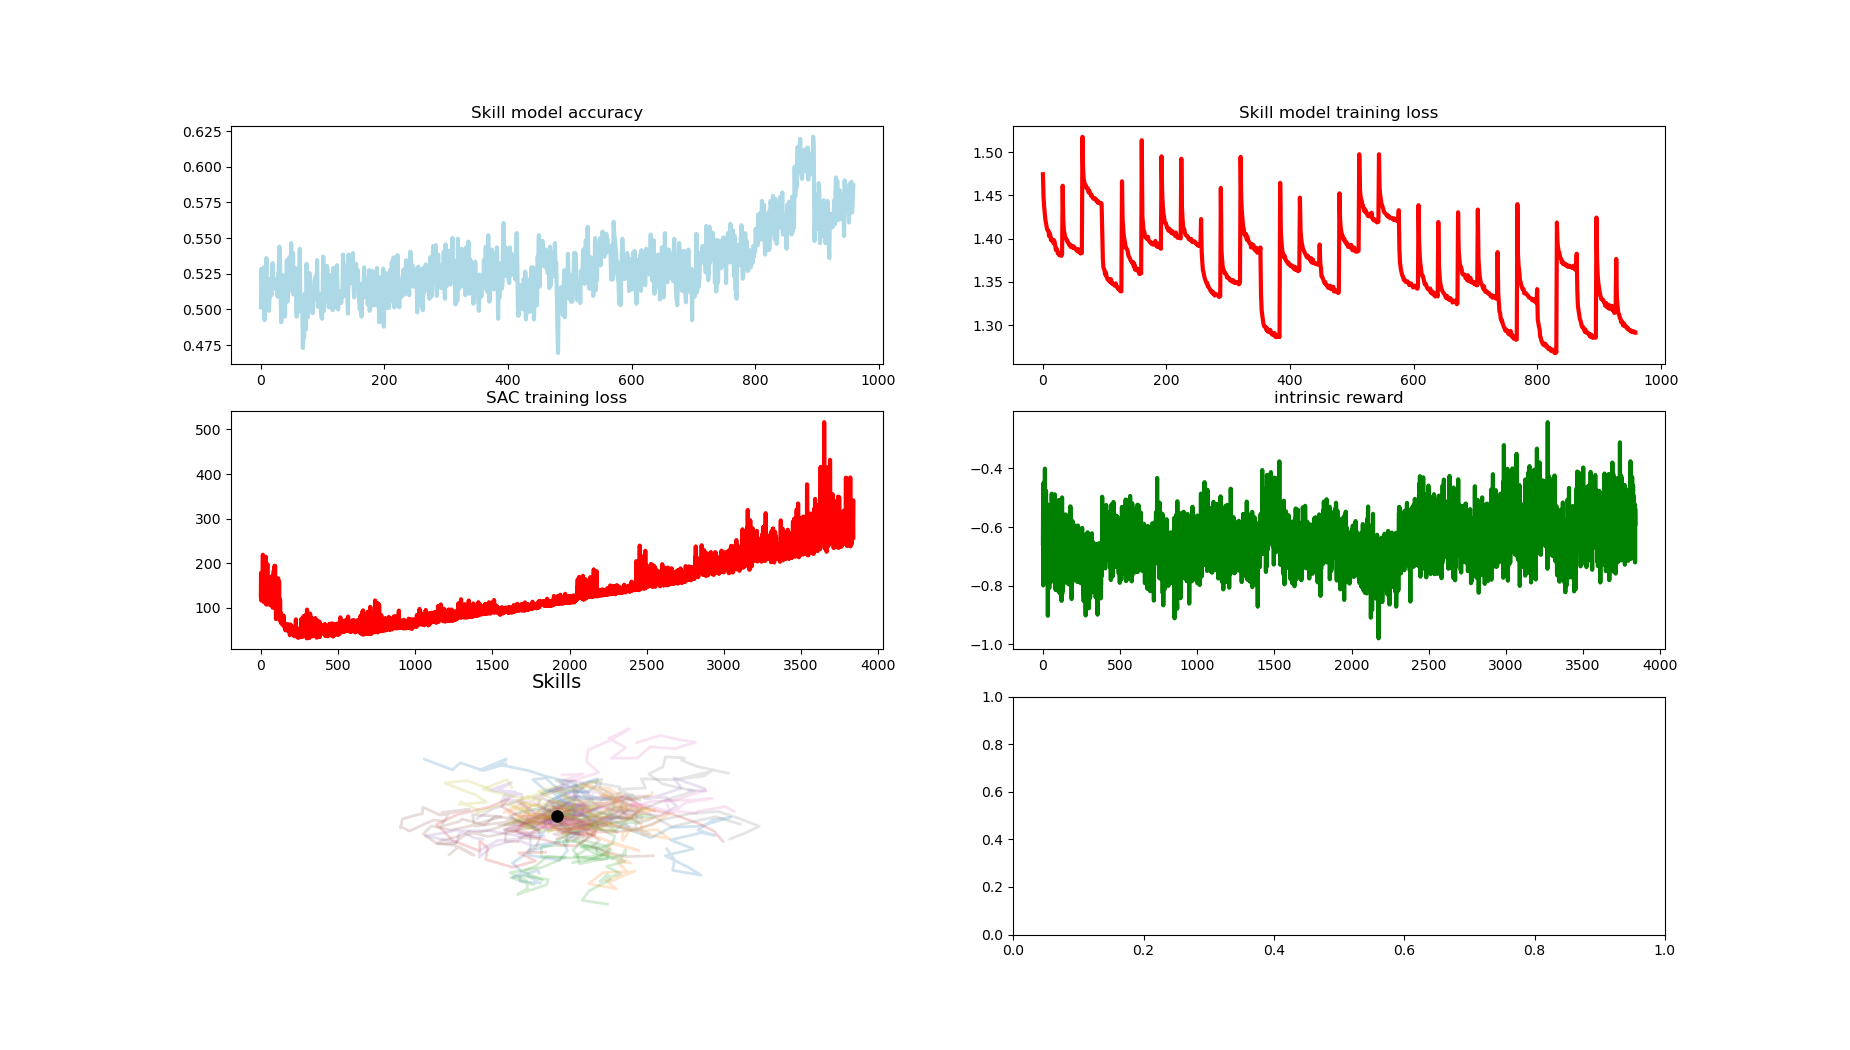 Skill model accuracy
0.625
0.600
0.575
0.550
0.525
0.500
0.475
0 200 400 600 800 1000
Skill model training loss
1.50
1.45
1.40
1.35
1.30
0 200 400 600 800 1000
SAC training loss
500
400
300
200
100
0 500 1000 1500 2000 2500 3000 3500 4000
intrinsic reward
−0.4
−0.6
−0.8
−1.0
0 500 1000 1500 2000 2500 3000 3500 4000
Skills
1.0
0.8
0.6
0.4
0.2
0.0
0.0 0.2 0.4 0.6 0.8 1.0